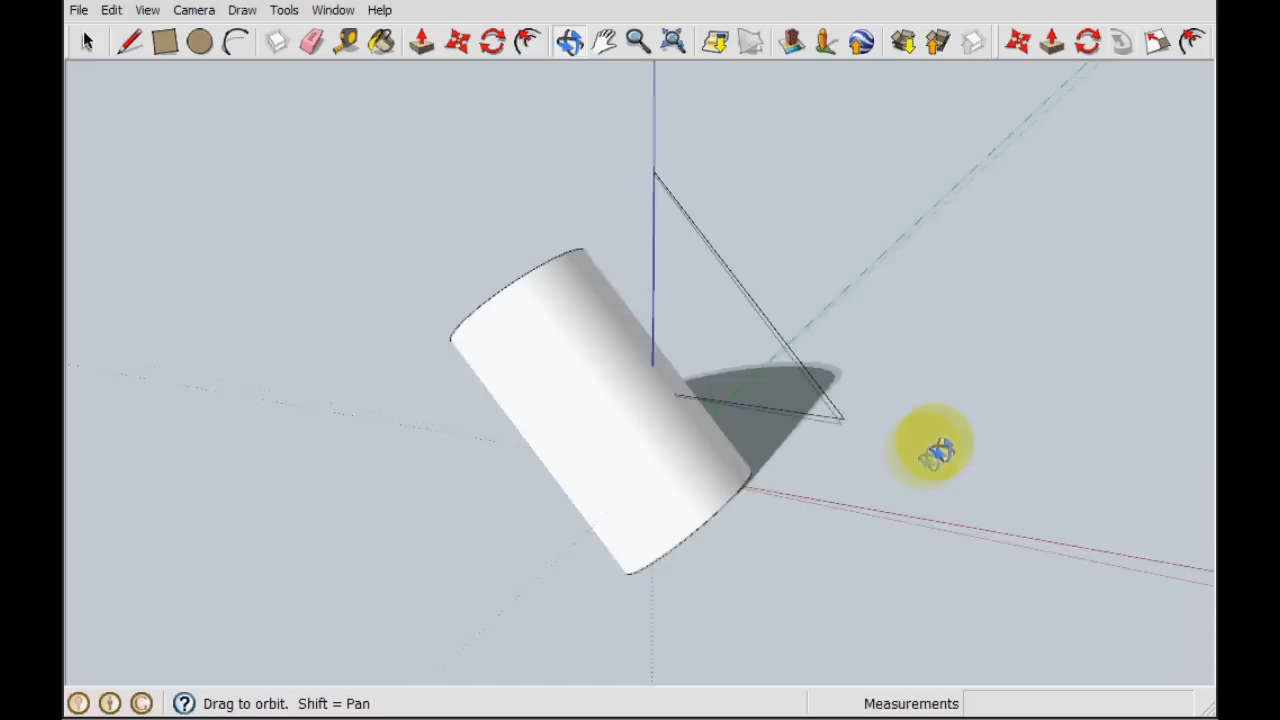 File Edit View Camera Draw Tools Window Help
Drag to orbit. Shift = Pan Measurements